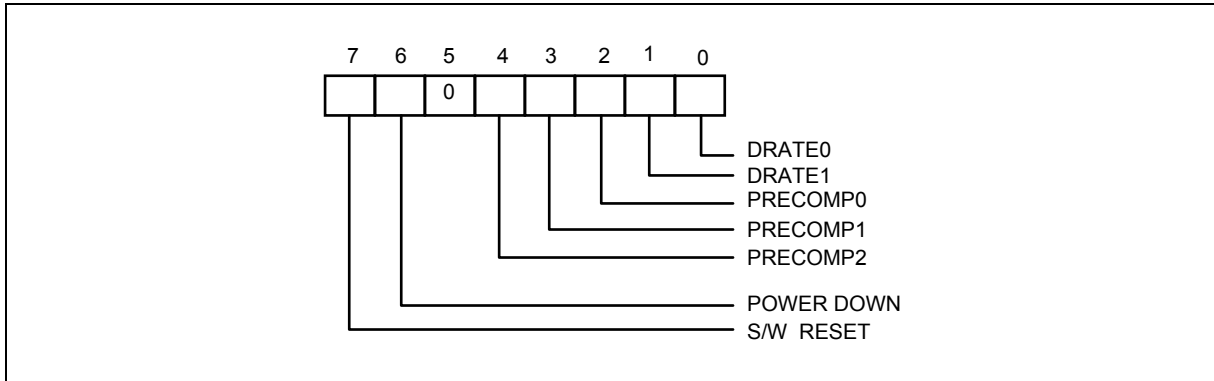 7 6 5 4 3 2 1 0
0
DRATE0
DRATE1
PRECOMP0
PRECOMP1
PRECOMP2
POWER DOWN
S/W RESET